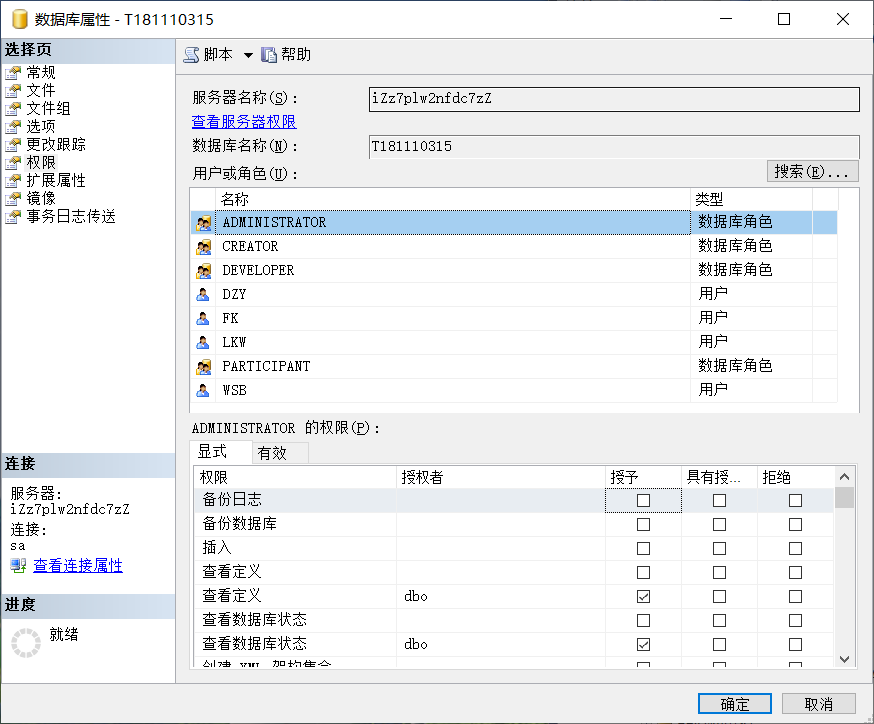 数据库属性 - T181110315
选择页
常规
文件
文件组
选项
更改跟踪
权限
扩展属性
镜像
事务日志传送
连接
服务器:
iZz7plw2nfdc7zZ
连接:
sa
查看连接属性
进度
就绪
脚本 帮助
服务器名称(S): iZz7plw2nfdc7zZ
查看服务器权限
数据库名称(N): T181110315
用户或角色(U): 搜索(E)...
名称 类型
ADMINISTRATOR 数据库角色
CREATOR 数据库角色
DEVELOPER 数据库角色
DZY 用户
FK 用户
LKW 用户
PARTICIPANT 数据库角色
WSB 用户
ADMINISTRATOR 的权限(P):
显式 有效
权限 授权者 授予 具有授... 拒绝
备份日志
备份数据库
插入
查看定义
查看定义 dbo
查看数据库状态
查看数据库状态 dbo
创建 XML 架构集合
确定 取消